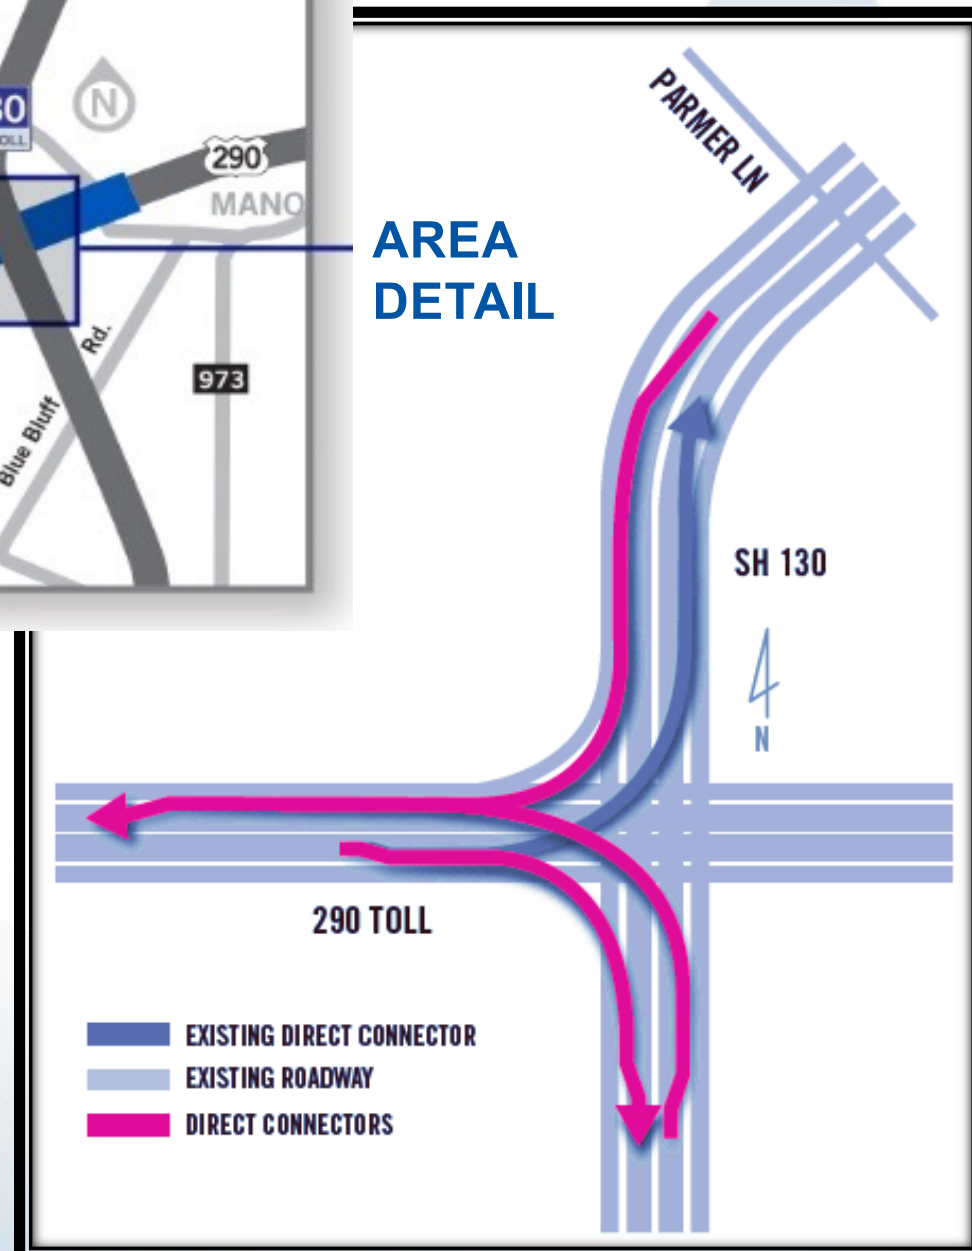 N
290
MANO
Rd.
Blue Bluff
973
AREA
DETAIL
PARMER LN
SH 130
N
290 TOLL
EXISTING DIRECT CONNECTOR
EXISTING ROADWAY
DIRECT CONNECTORS